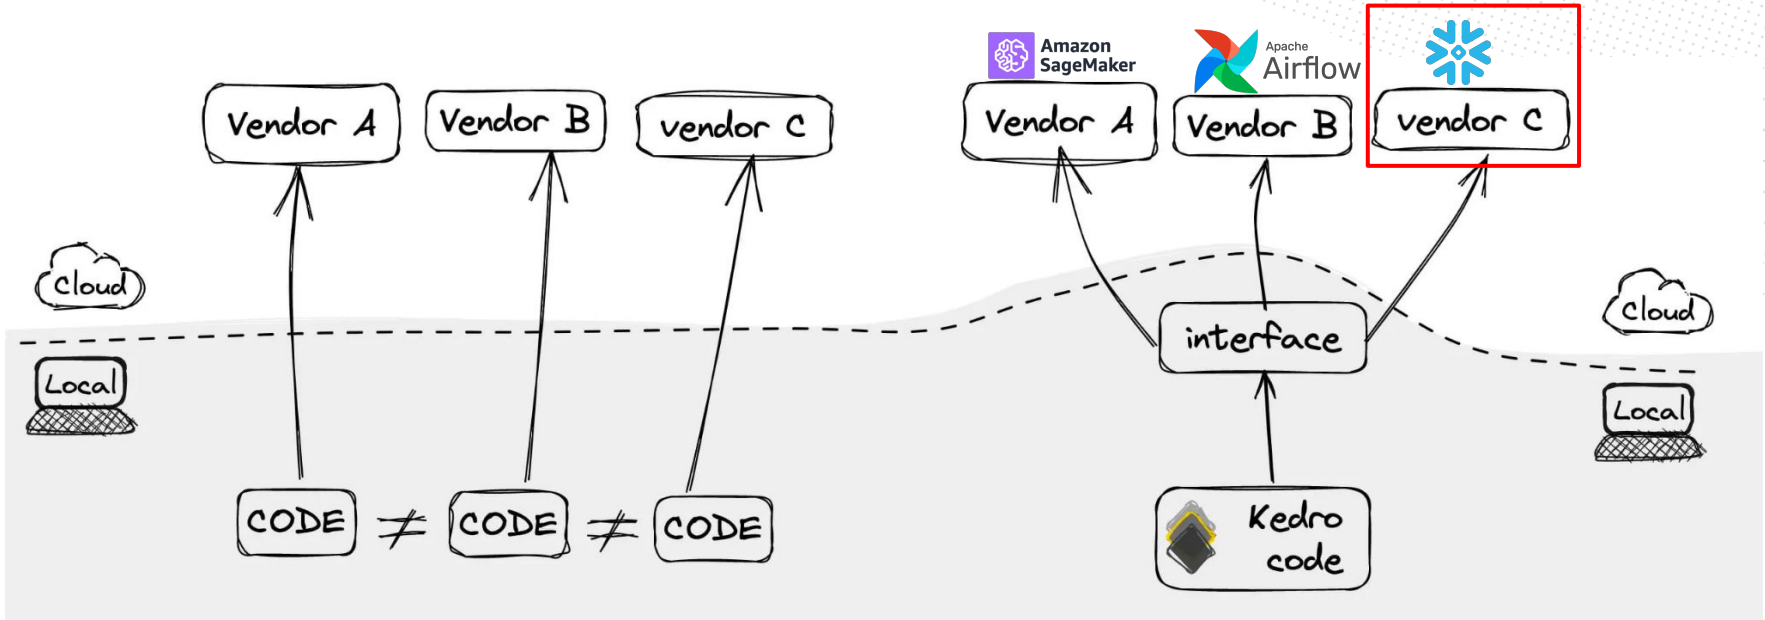 Vendor A
Vendor B
vendor C
Cloud
Local
CODE ≠ CODE ≠ CODE
Amazon
SageMaker
Apache
Airflow
Vendor A
Vendor B
vendor C
interface
Kedro
code
Cloud
Local